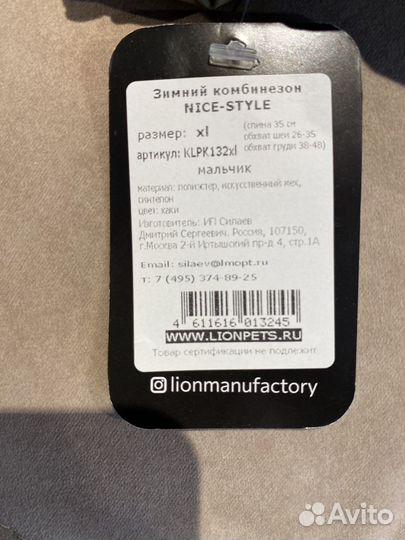 Зимний комбинезон
NICE-STYLE
размер: xl (спина 35 см
обхват шеи 26-35
артикул: KLPK132xl обхват груди 38-48)
мальчик
материал: полиэстер, искусственный мех,
синтепон
цвет: хаки
Изготовитель: ИП Силаев
Дмитрий Сергеевич. Россия, 107150,
г.Москва 2-й Иртышский пр-д 4, стр.1А
Email: silaev@lmopt.ru
т: 7 (495) 374-89-25
4 611616 013245
WWW.LIONPETS.RU
Товар сертификации не подлежит
lionmanufactory
Avito